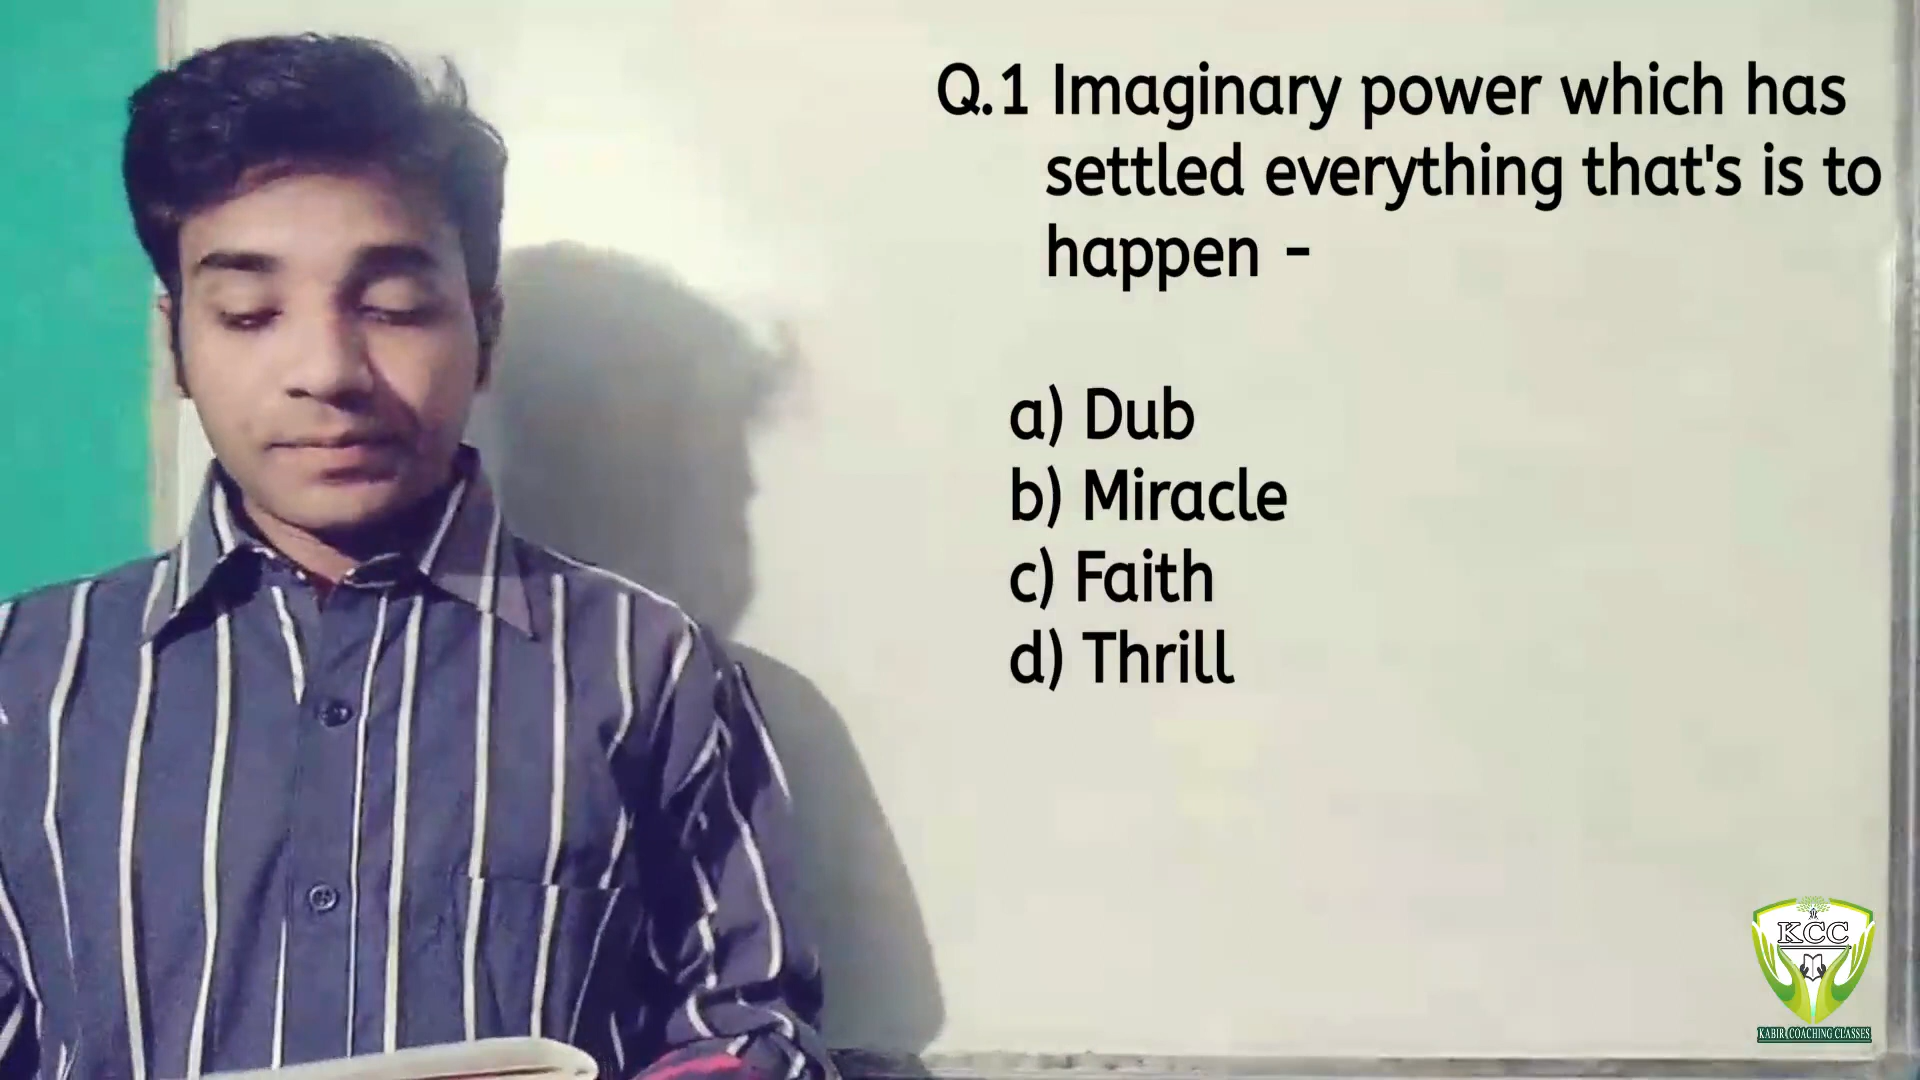 Q.1 Imaginary power which has
settled everything that's is to
happen -
a) Dub
b) Miracle
c) Faith
d) Thrill
KCC
KABIR COACHING CLASSES